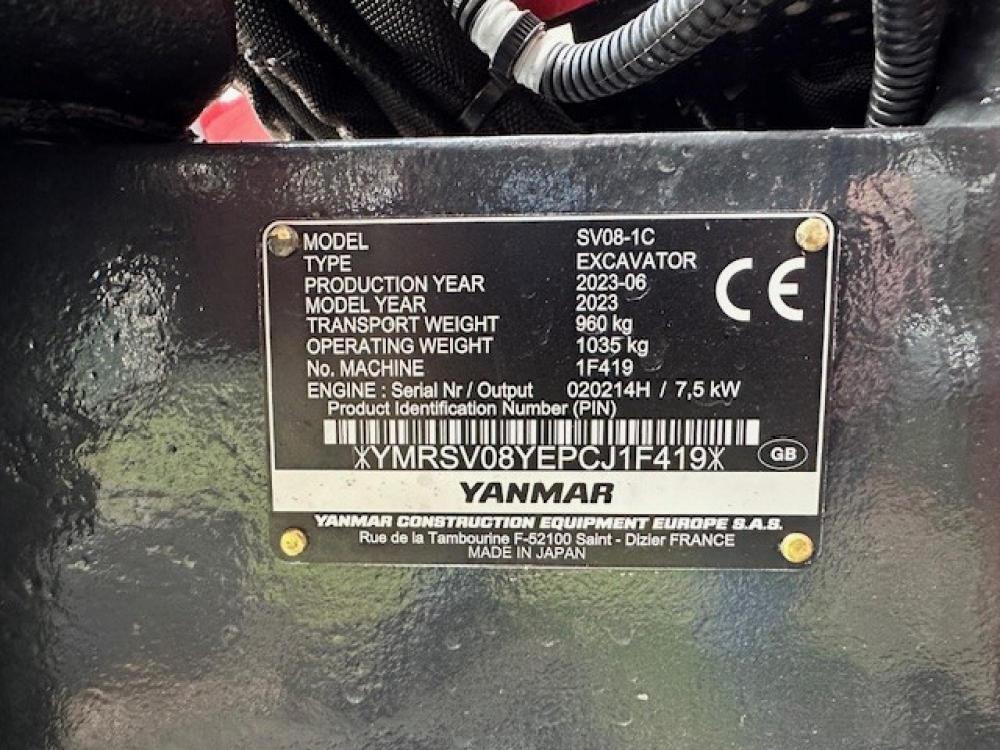 MODEL SV08-1C
TYPE EXCAVATOR
PRODUCTION YEAR 2023-06
MODEL YEAR 2023
TRANSPORT WEIGHT 960 kg
OPERATING WEIGHT 1035 kg
No. MACHINE 1F419
ENGINE : Serial Nr / Output 020214H / 7,5 kW
Product Identification Number (PIN)
CE
*YMRSV08YEPCJ1F419*
GB
YANMAR
YANMAR CONSTRUCTION EQUIPMENT EUROPE S.A.S.
Rue de la Tambourine F-52100 Saint - Dizier FRANCE
MADE IN JAPAN